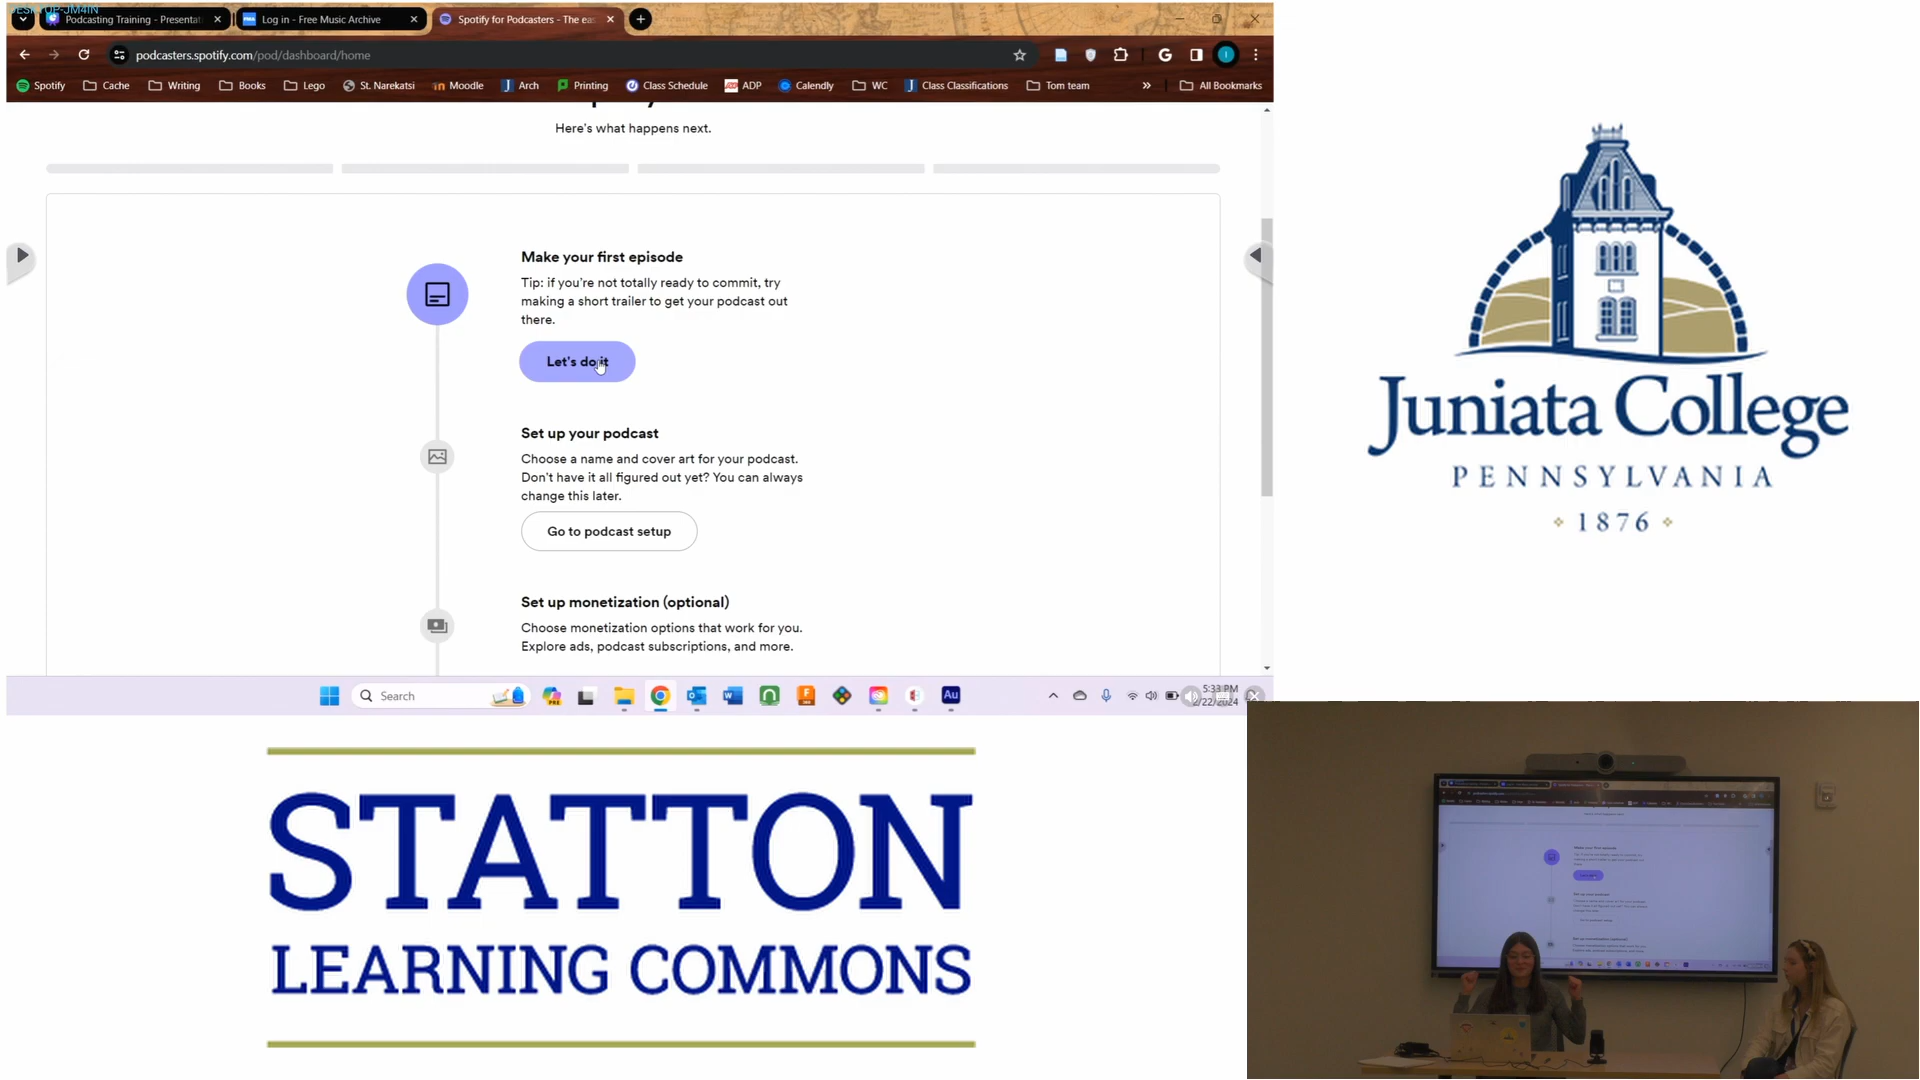 Podcasting Training - Presentat
Log in - Free Music Archive
Spotify for Podcasters - The ea
podcasters.spotify.com/pod/dashboard/home
Spotify
Cache
Writing
Books
Lego
St. Narekatsi
Moodle
Arch
Printing
Class Schedule
ADP
Calendly
WC
Class Classifications
Tom team
»
All Bookmarks
Here's what happens next.
Make your first episode
Tip: if you're not totally ready to commit, try
making a short trailer to get your podcast out
there.
Let's do it
Set up your podcast
Choose a name and cover art for your podcast.
Don't have it all figured out yet? You can always
change this later.
Go to podcast setup
Set up monetization (optional)
Choose monetization options that work for you.
Explore ads, podcast subscriptions, and more.
Search
5:33 PM
2/22/2024
Juniata College
PENNSYLVANIA
1876
STATTON
LEARNING COMMONS